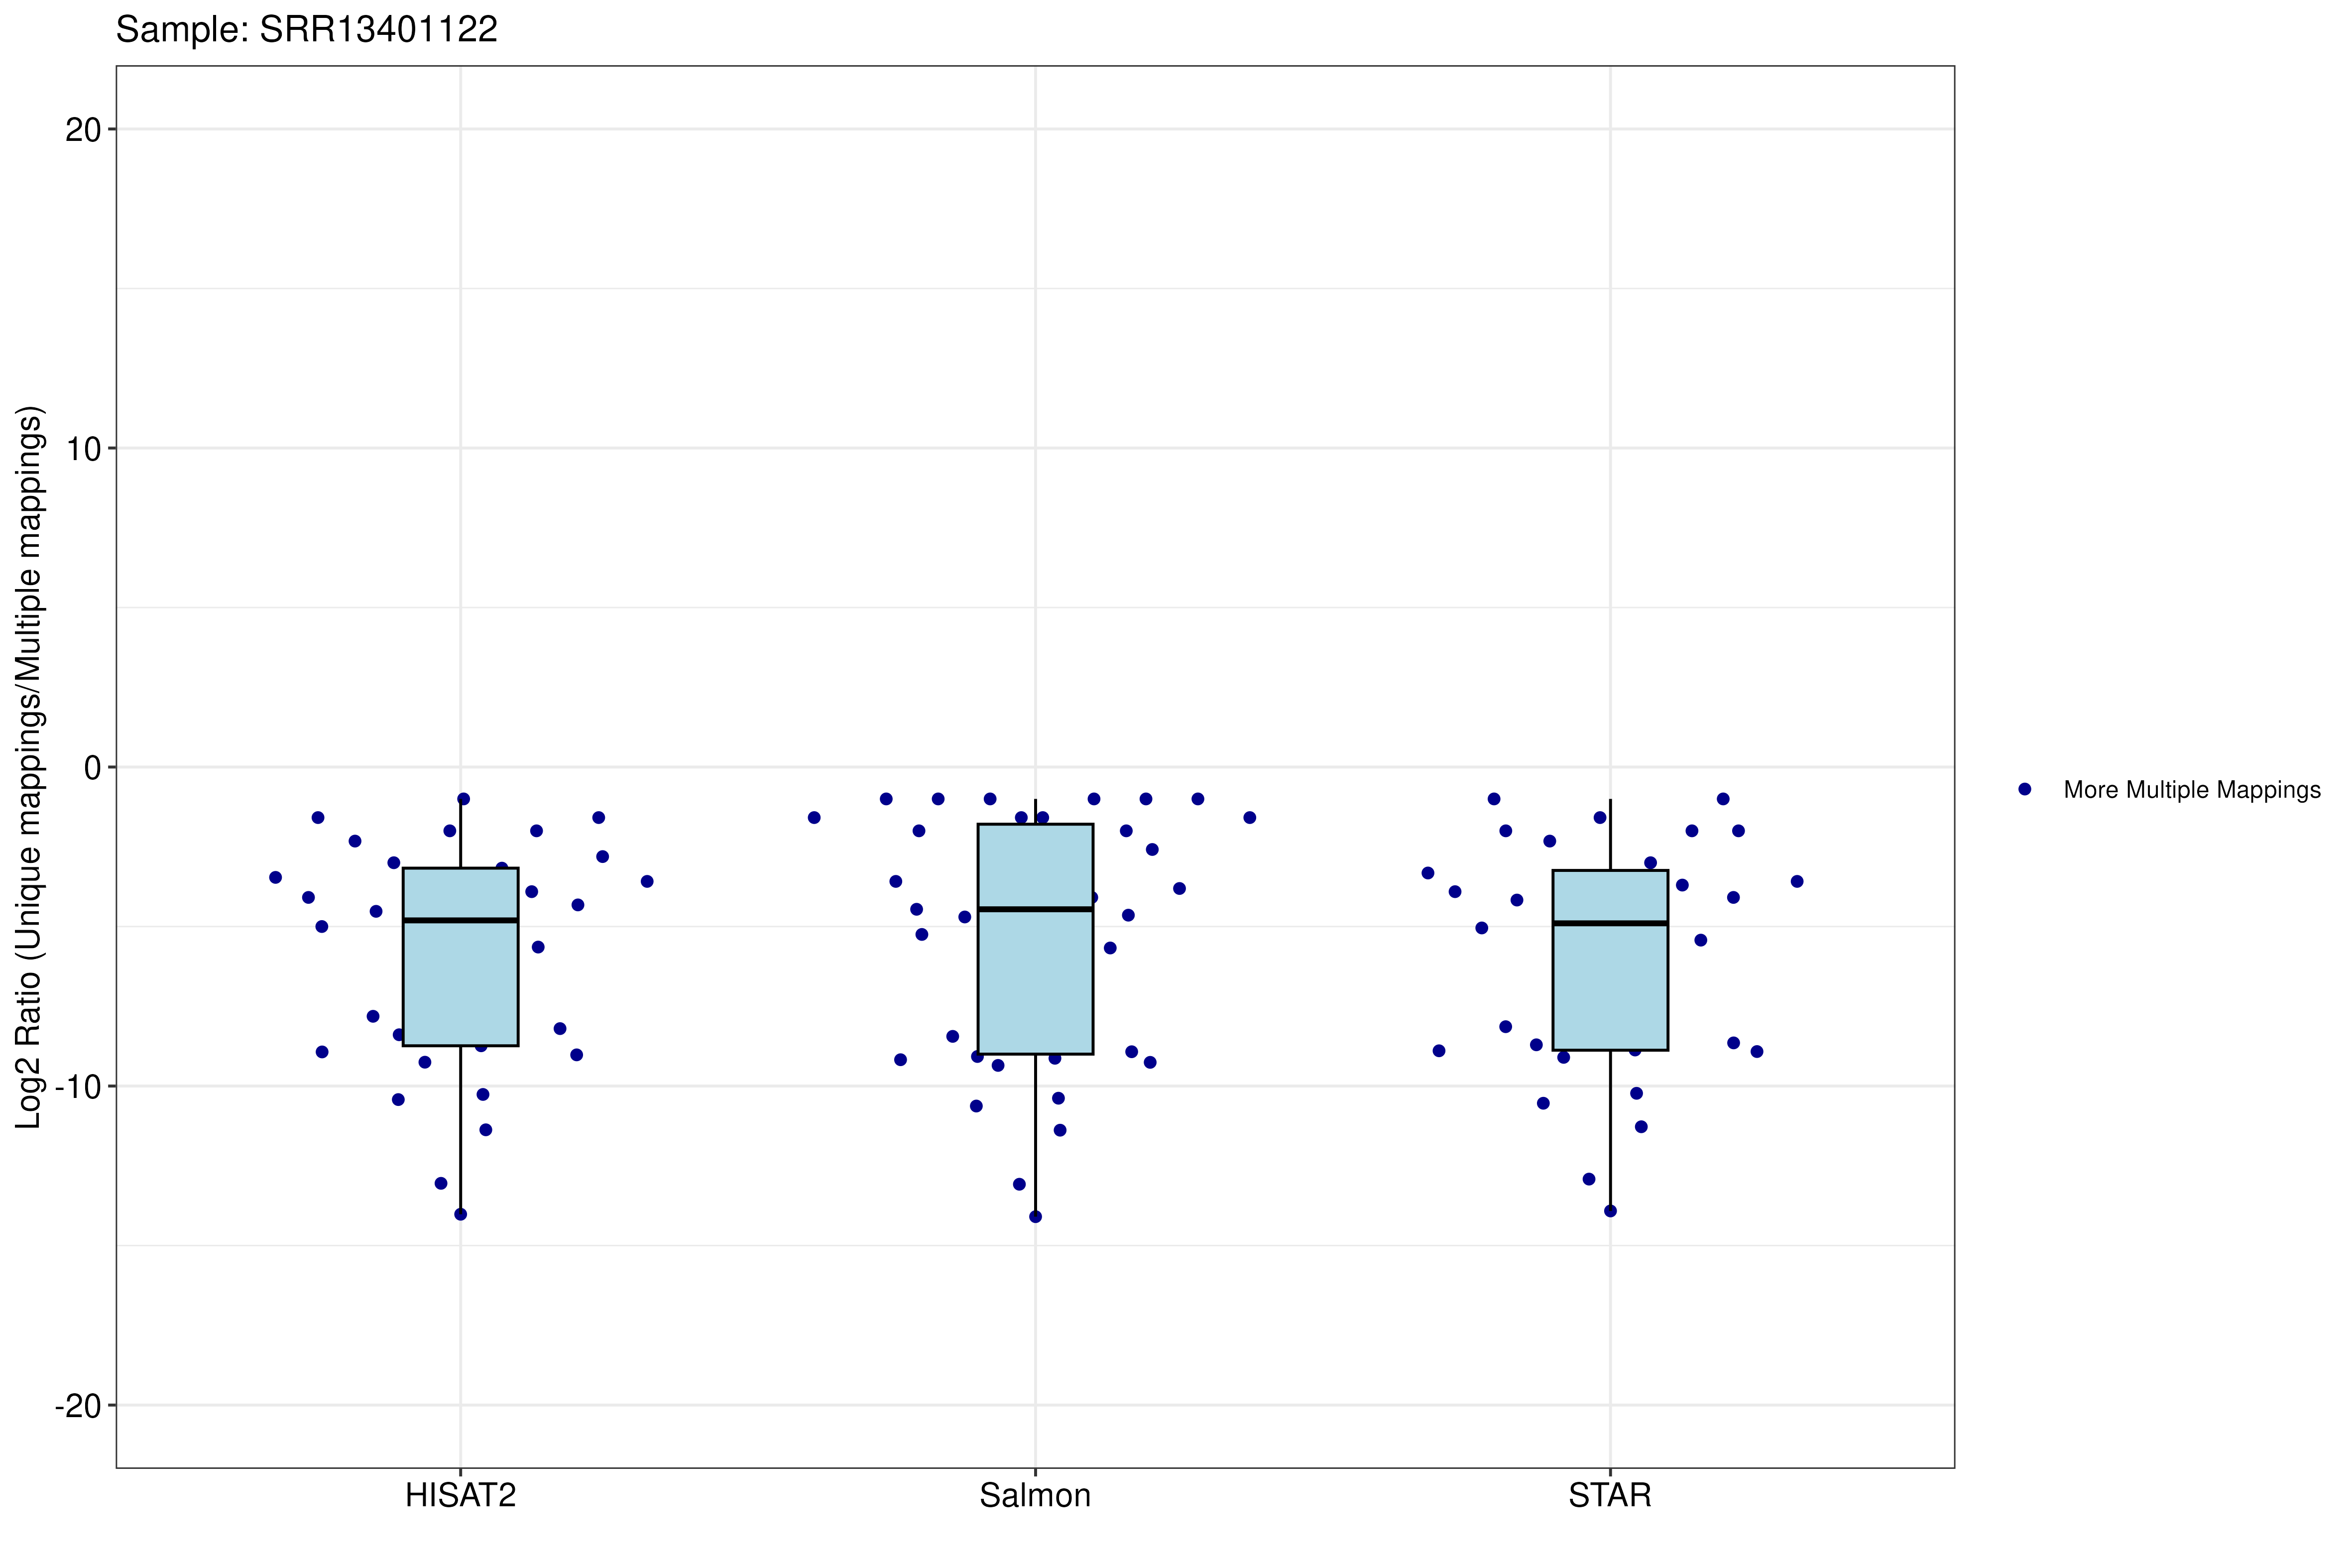 Sample: SRR13401122
Log2 Ratio (Unique mappings/Multiple mappings)
20
10
0
-10
-20
HISAT2
Salmon
STAR
More Multiple Mappings